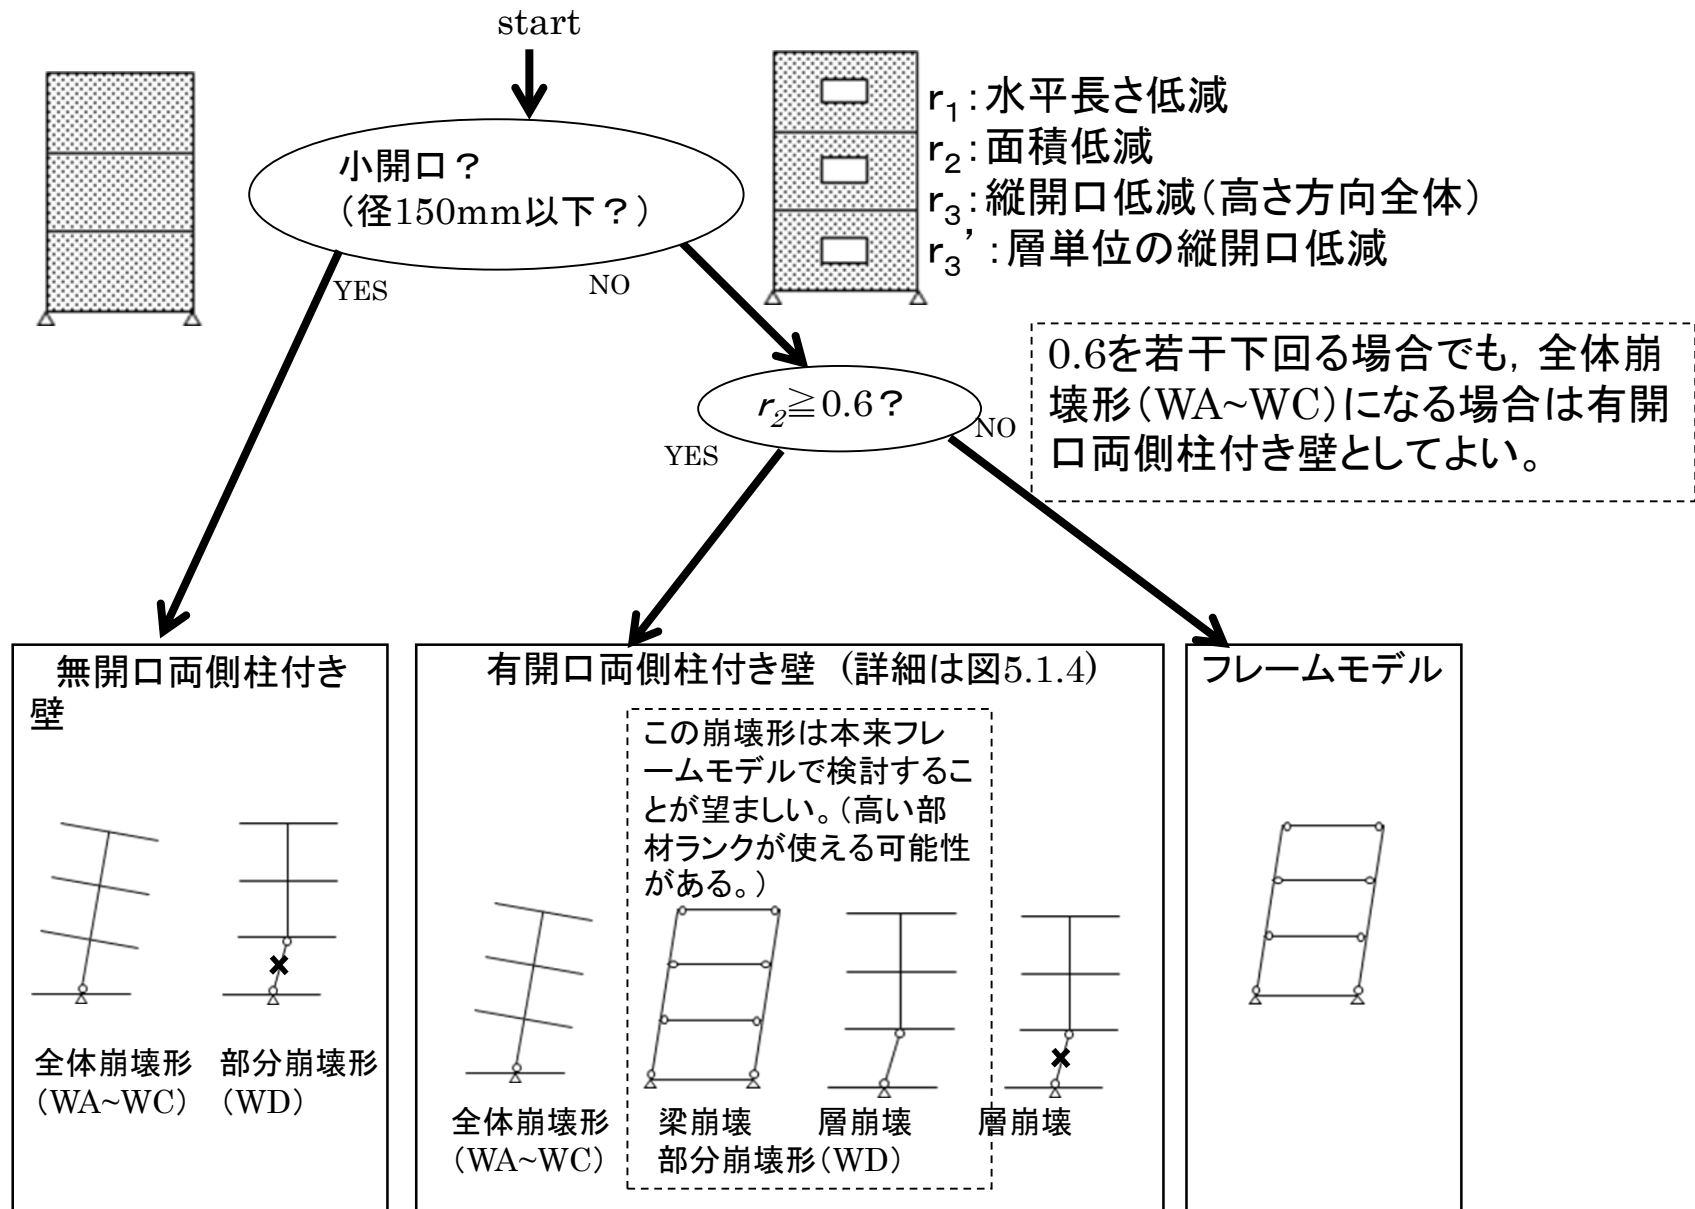 start
小開口？
（径150mm以下？）
YES
NO
r1：水平長さ低減
r2：面積低減
r3：縦開口低減（高さ方向全体）
r3’：層単位の縦開口低減
r2≧0.6？
YES
NO
0.6を若干下回る場合でも，全体崩
壊形（WA~WC）になる場合は有開
口両側柱付き壁としてよい。
無開口両側柱付き
壁
全体崩壊形
（WA~WC）
部分崩壊形
（WD）
有開口両側柱付き壁（詳細は図5.1.4）
この崩壊形は本来フレ
ームモデルで検討するこ
とが望ましい。（高い部
材ランクが使える可能性
がある。）
全体崩壊形
（WA~WC）
梁崩壊
層崩壊
部分崩壊形（WD）
層崩壊
フレームモデル